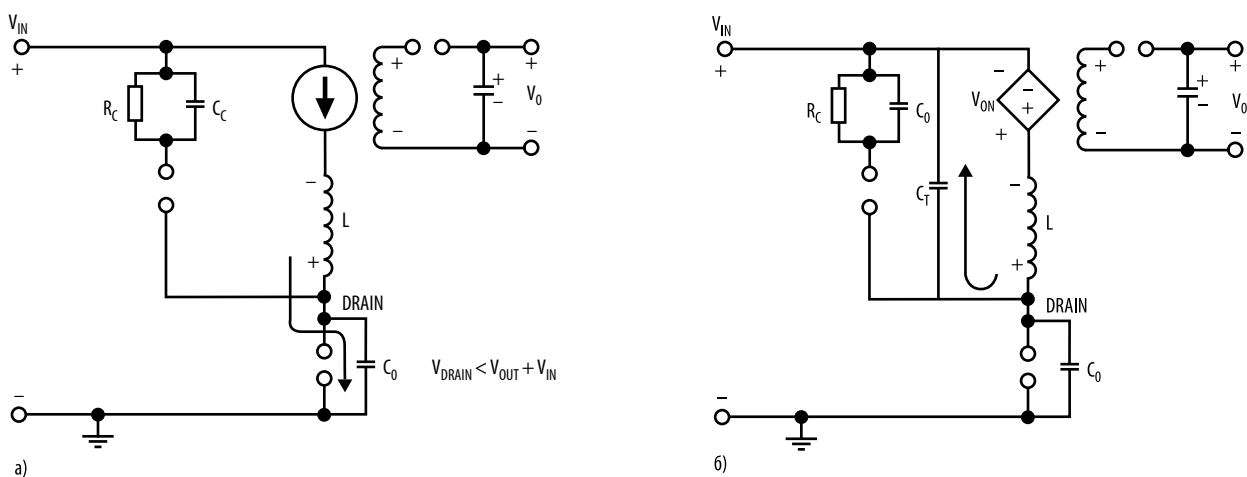 V_IN
+
R_C
C_C
+
−
+
−
+
V_0
−
−
L
+
DRAIN
C_0
V_DRAIN < V_OUT + V_IN
−
а)
V_IN
+
R_C
C_0
C_T
−
V_ON
−
+
+
−
L
+
DRAIN
C_0
+
−
+
−
+
V_0
−
−
б)